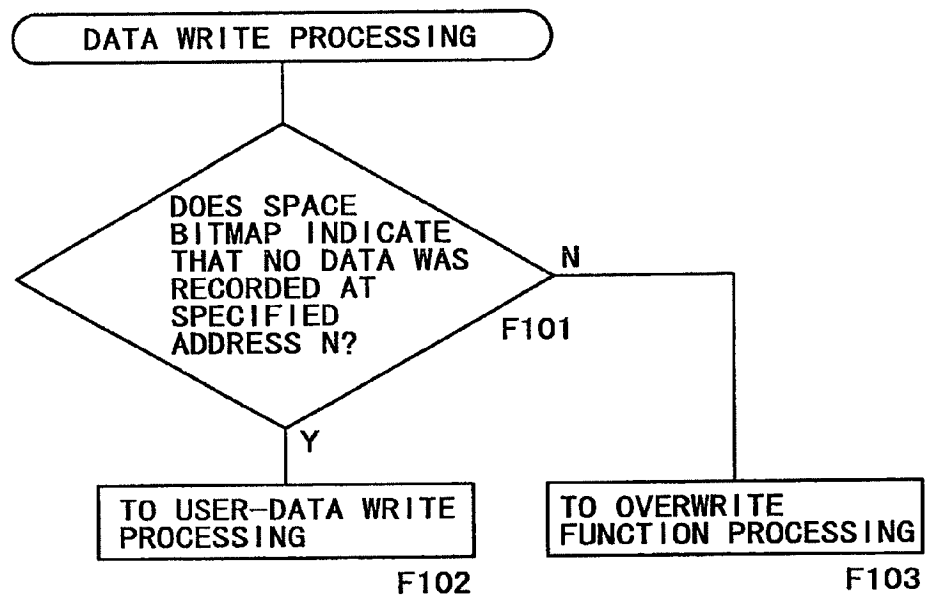 DATA WRITE PROCESSING
DOES SPACE
BITMAP INDICATE
THAT NO DATA WAS
RECORDED AT
SPECIFIED
ADDRESS N?
N
F101
Y
TO USER-DATA WRITE
PROCESSING
F102
TO OVERWRITE
FUNCTION PROCESSING
F103